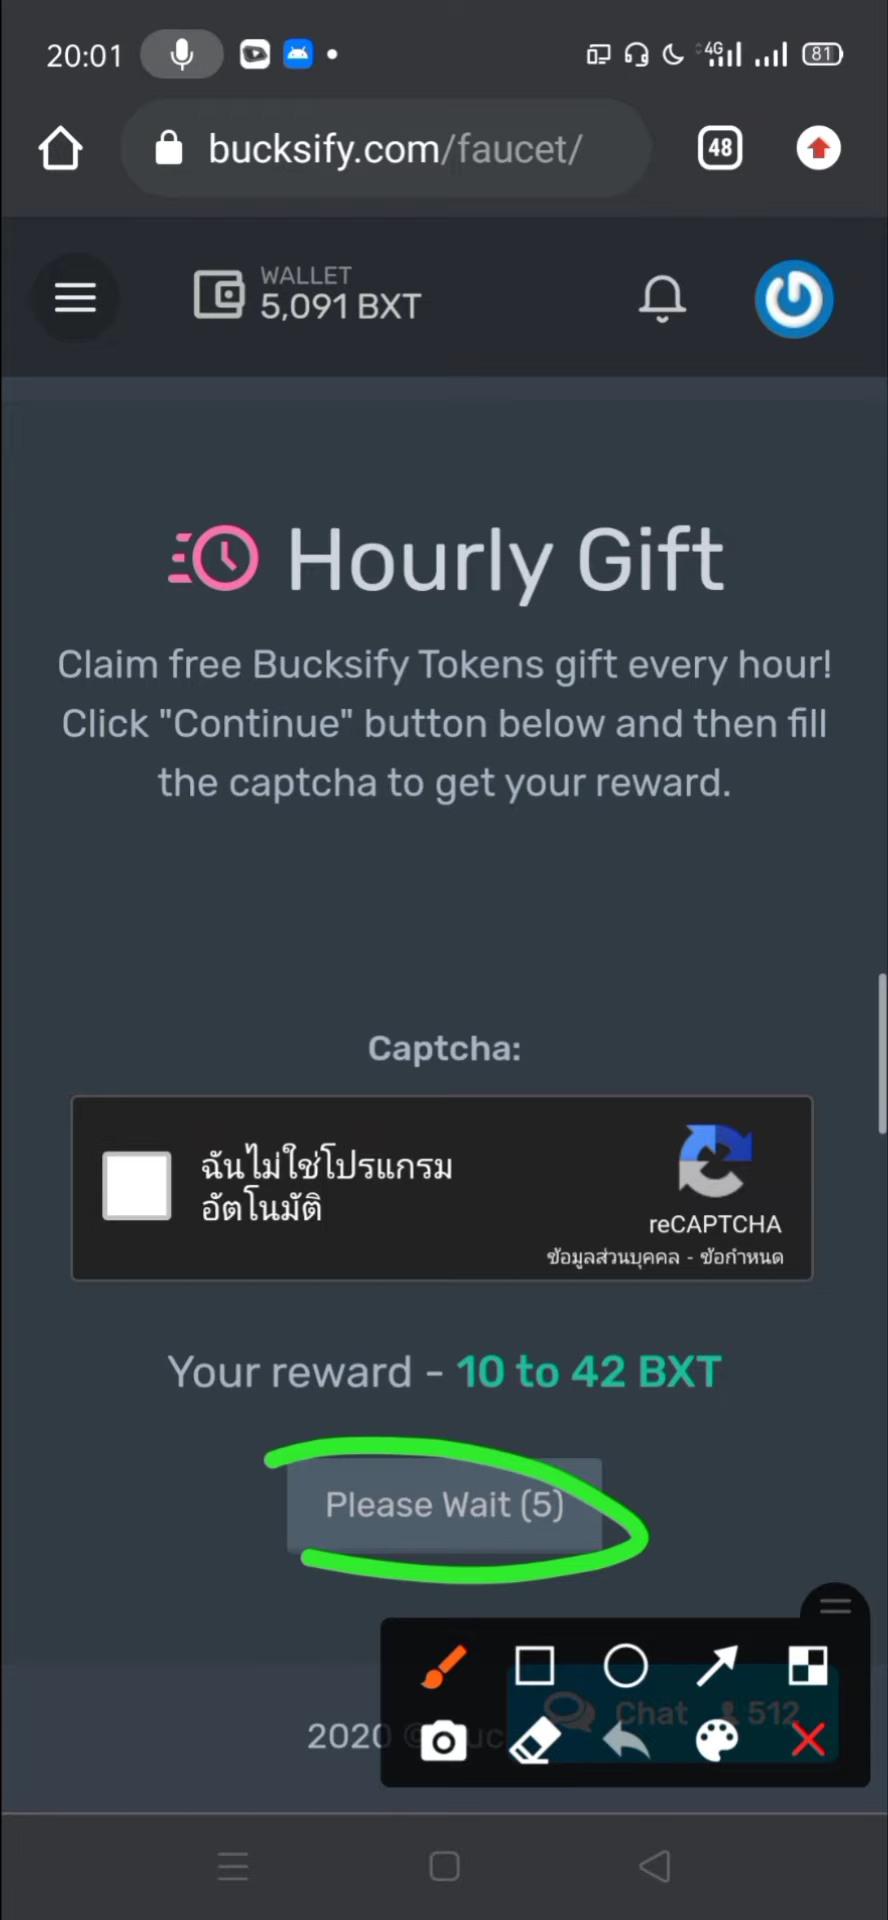 20:01
4G
81
bucksify.com/faucet/
48
WALLET
5,091 BXT
Hourly Gift
Claim free Bucksify Tokens gift every hour!
Click "Continue" button below and then fill
the captcha to get your reward.
Captcha:
ฉันไม่ใช่โปรแกรม
อัตโนมัติ
reCAPTCHA
ข้อมูลส่วนบุคคล - ข้อกำหนด
Your reward - 10 to 42 BXT
Please Wait (5)
Chat 512
2020